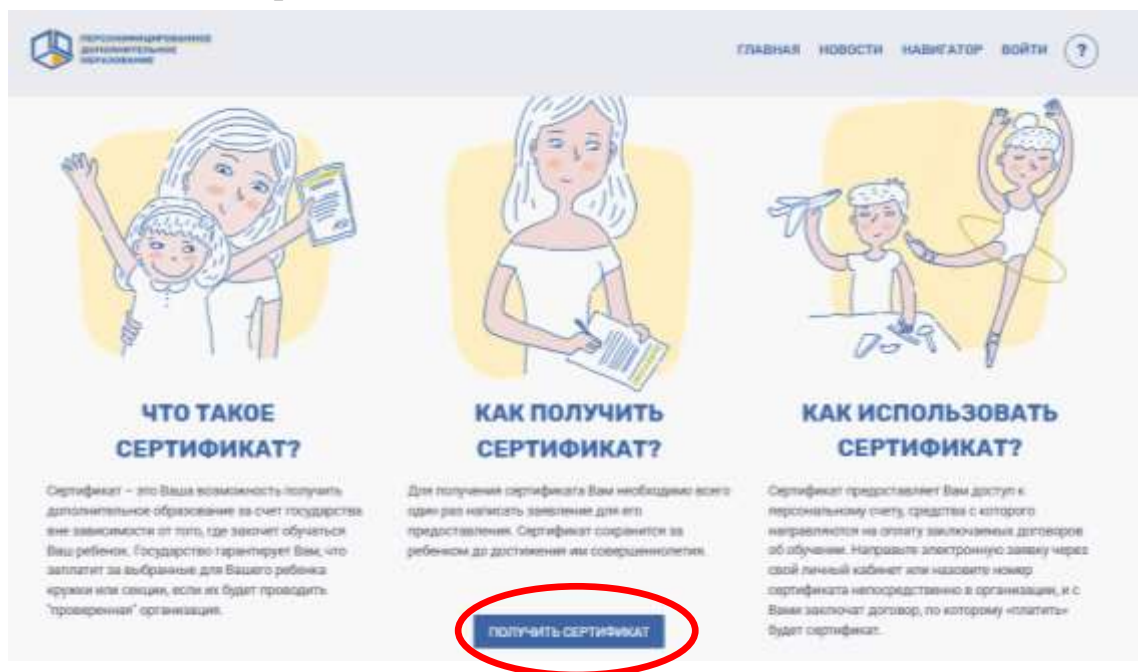 ПЕРСОНИФИЦИРОВАННОЕ
ДОПОЛНИТЕЛЬНОЕ
ОБРАЗОВАНИЕ
ГЛАВНАЯ НОВОСТИ НАВИГАТОР ВОЙТИ ?
ЧТО ТАКОЕ
СЕРТИФИКАТ?
Сертификат – это Ваша возможность получить
дополнительное образование за счет государства
вне зависимости от того, где захочет обучаться
Ваш ребенок. Государство гарантирует Вам, что
заплатит за выбранные для Вашего ребенка
кружки или секции, если их будет проводить
"проверенная" организация.
КАК ПОЛУЧИТЬ
СЕРТИФИКАТ?
Для получения сертификата Вам необходимо всего
один раз написать заявление для его
предоставления. Сертификат сохранится за
ребенком до достижения им совершеннолетия.
ПОЛУЧИТЬ СЕРТИФИКАТ
КАК ИСПОЛЬЗОВАТЬ
СЕРТИФИКАТ?
Сертификат предоставляет Вам доступ к
персональному счету, средства с которого
направляются на оплату заключаемых договоров
об обучении. Направьте электронную заявку через
свой личный кабинет или назовите номер
сертификата непосредственно в организации, и с
Вами заключат договор, по которому «платить»
будет сертификат.